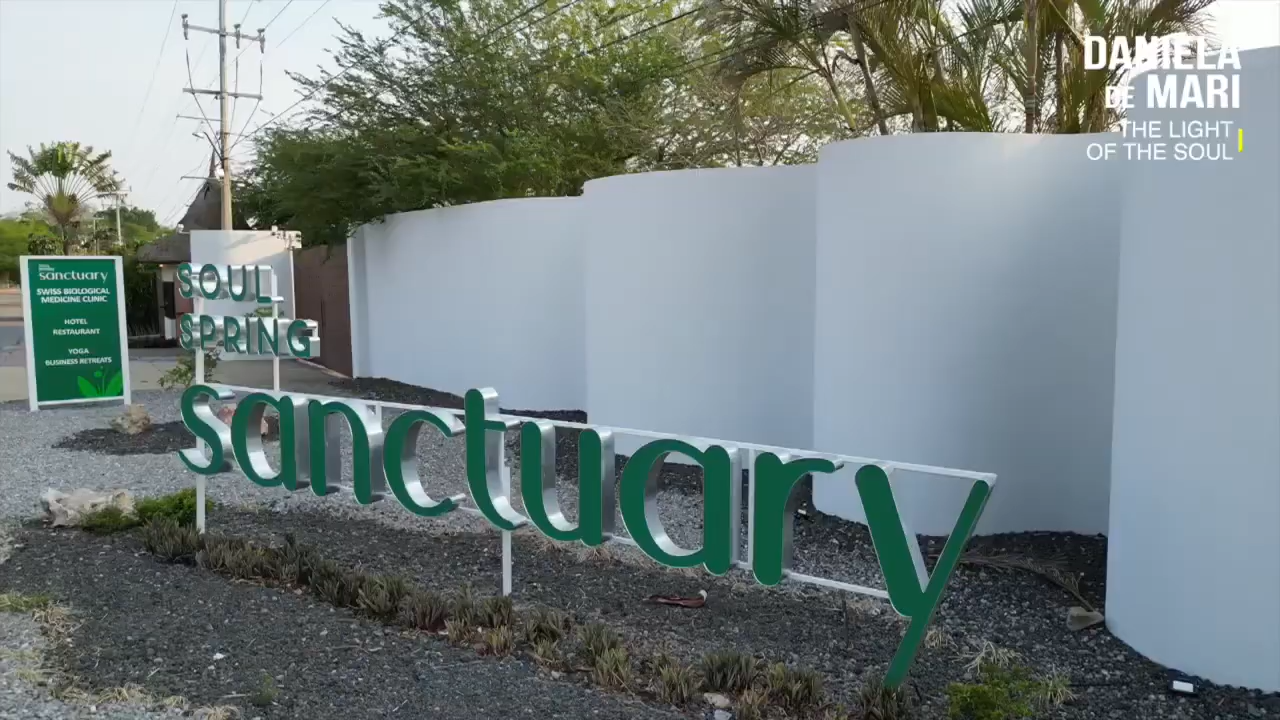 DANIELA
DE MARI
THE LIGHT
OF THE SOUL
sanctuary
SWISS BIOLOGICAL
MEDICINE CLINIC
HOTEL
RESTAURANT
YOGA
BUSINESS RETREATS
SOUL
SPRING
sanctuary